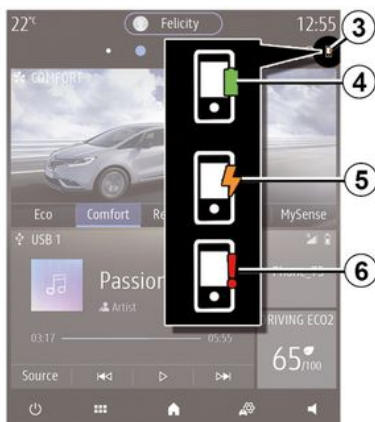 22°C
Felicity
12:55
3
COMFORT
4
Eco
Comfort
MySense
5
USB 1
Passion
Artist
6
03:17
05:55
RIVING ECO2
65/100
Source